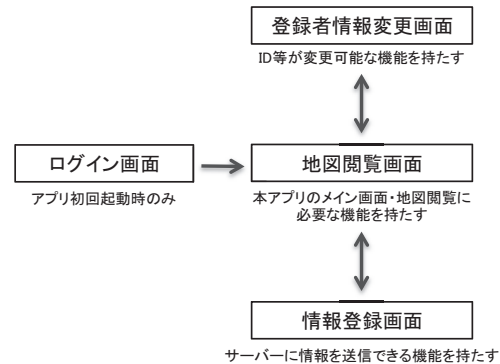 登録者情報変更画面
ID等が変更可能な機能を持たす
ログイン画面
アプリ初回起動時のみ
地図閲覧画面
本アプリのメイン画面・地図閲覧に
必要な機能を持たす
情報登録画面
サーバーに情報を送信できる機能を持たす